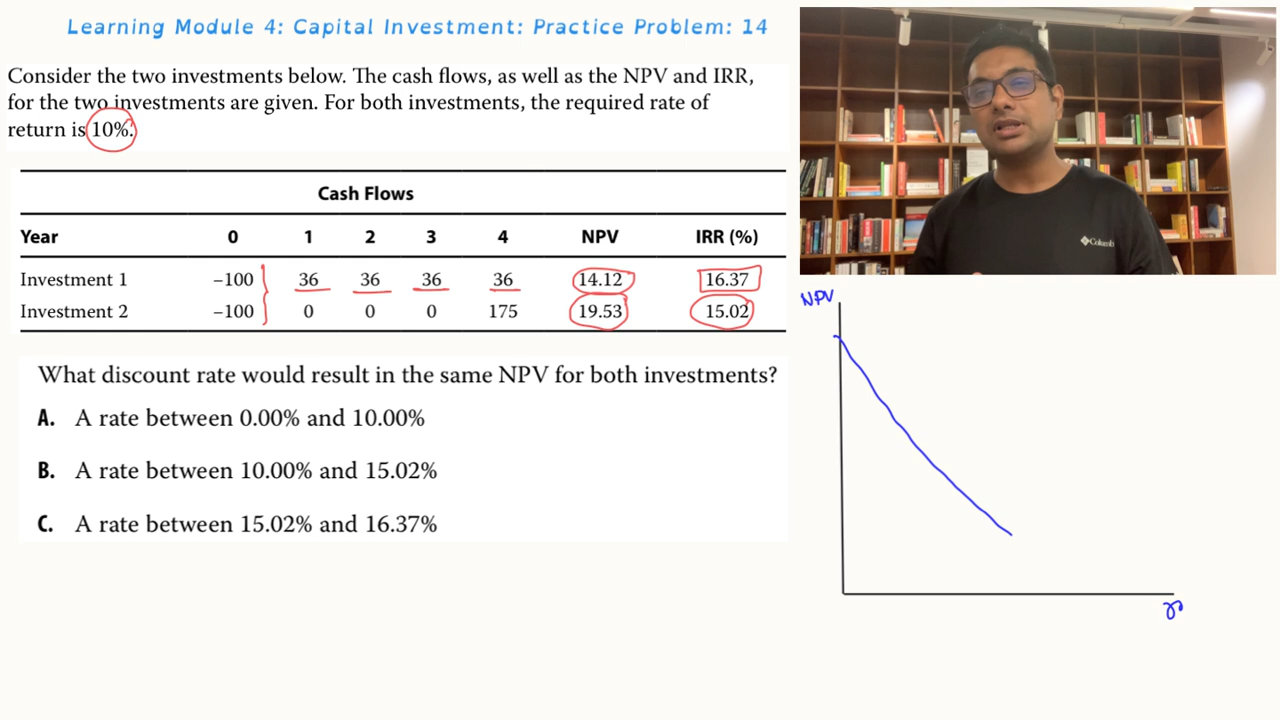 Learning Module 4: Capital Investment: Practice Problem: 14
Consider the two investments below. The cash flows, as well as the NPV and IRR,
for the two investments are given. For both investments, the required rate of
return is 10%.
Cash Flows
Year 0 1 2 3 4 NPV IRR (%)
Investment 1 −100 36 36 36 36 14.12 16.37
Investment 2 −100 0 0 0 175 19.53 15.02
What discount rate would result in the same NPV for both investments?
A. A rate between 0.00% and 10.00%
B. A rate between 10.00% and 15.02%
C. A rate between 15.02% and 16.37%
Columbia
NPV